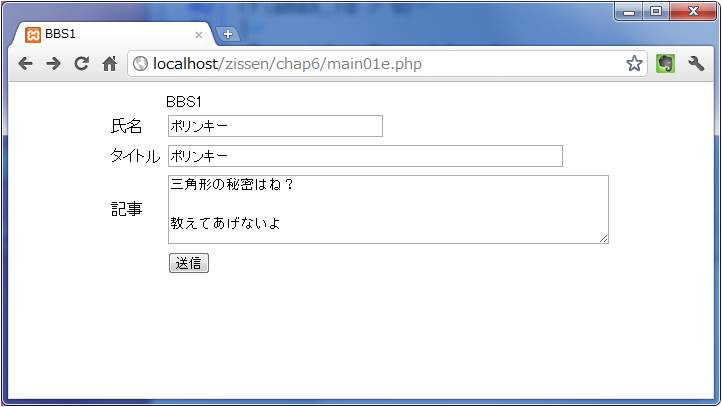 BBS1
localhost/zissen/chap6/main01e.php
BBS1
氏名 ポリンキー
タイトル ポリンキー
三角形の秘密はね？
記事
教えてあげないよ
送信